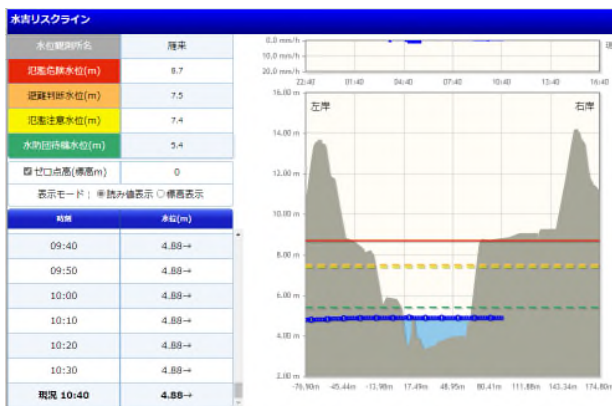 水害リスクライン
水位観測所名 隆来
氾濫危険水位(m) 8.7
避難判断水位(m) 7.5
氾濫注意水位(m) 7.4
水防団待機水位(m) 5.4
ゼロ点高(標高m) 0
表示モード： 読み値表示 標高表示
時刻 水位(m)
09:40 4.88→
09:50 4.88→
10:00 4.88→
10:10 4.88→
10:20 4.88→
10:30 4.88→
現況 10:40 4.88→
0.0 mm/h
10.0 mm/h
20.0 mm/h
22:40 01:40 04:40 07:40 10:40 13:40 16:40
16.00 m
左岸 右岸
14.00 m
12.00 m
10.00 m
8.00 m
6.00 m
4.00 m
2.00 m
-76.90m -45.44m -13.98m 17.49m 48.95m 80.41m 111.88m 143.34m 174.80m